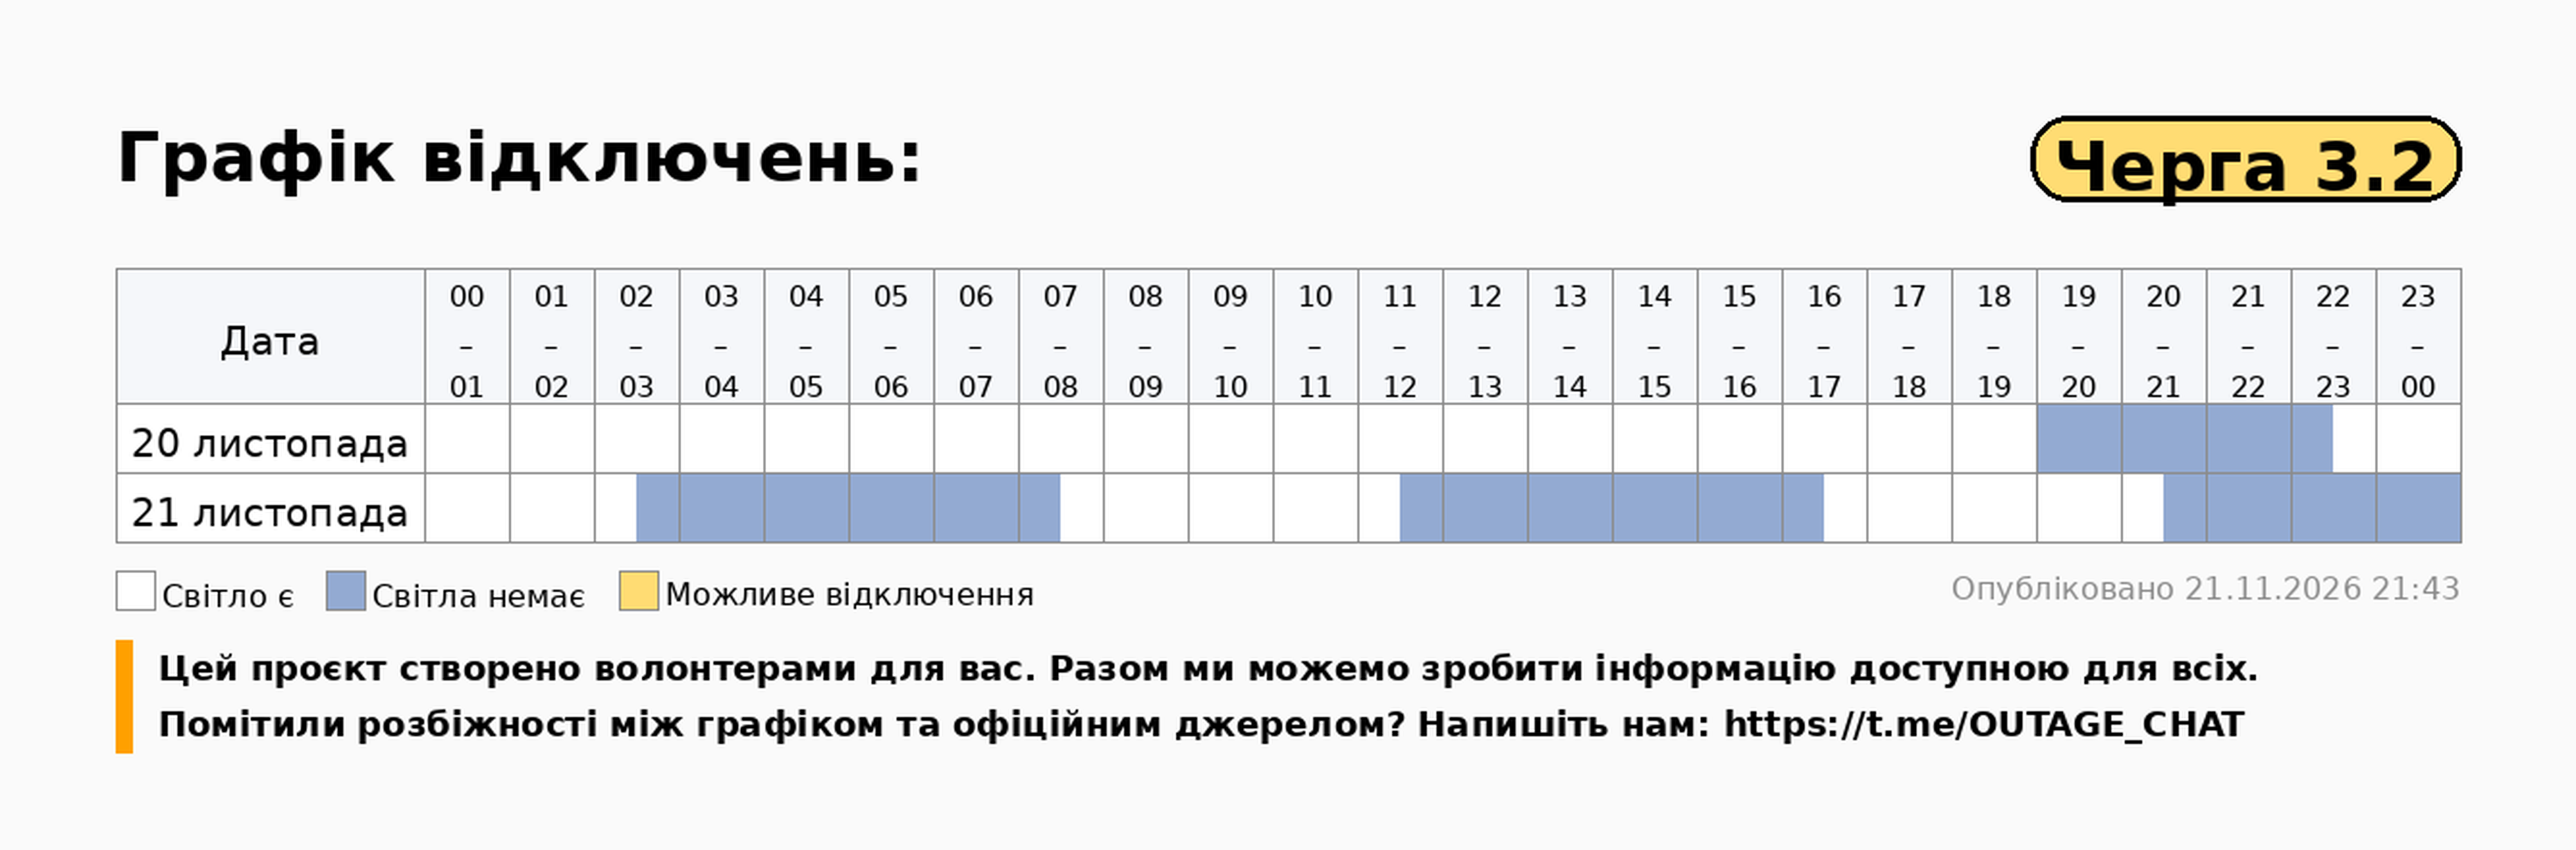 Графік відключень:
Черга 3.2
Дата
00 – 01
01 – 02
02 – 03
03 – 04
04 – 05
05 – 06
06 – 07
07 – 08
08 – 09
09 – 10
10 – 11
11 – 12
12 – 13
13 – 14
14 – 15
15 – 16
16 – 17
17 – 18
18 – 19
19 – 20
20 – 21
21 – 22
22 – 23
23 – 00
20 листопада
21 листопада
Світло є
Світла немає
Можливе відключення
Опубліковано 21.11.2026 21:43
Цей проєкт створено волонтерами для вас. Разом ми можемо зробити інформацію доступною для всіх.
Помітили розбіжності між графіком та офіційним джерелом? Напишіть нам: https://t.me/OUTAGE_CHAT